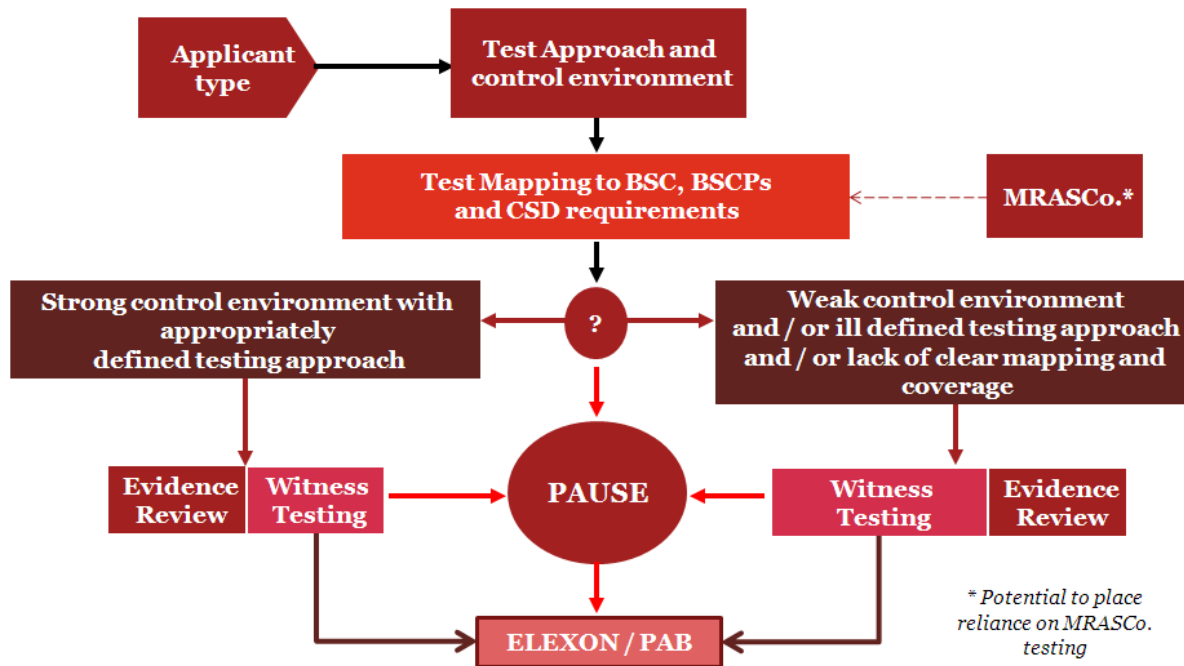 Applicant
type
Test Approach and
control environment
Test Mapping to BSC, BSCPs
and CSD requirements
MRASCo.*
Strong control environment with
appropriately
defined testing approach
?
Weak control environment
and / or ill defined testing approach
and / or lack of clear mapping and
coverage
Evidence
Review
Witness
Testing
PAUSE
Witness
Testing
Evidence
Review
ELEXON / PAB
* Potential to place
reliance on MRASCo.
testing